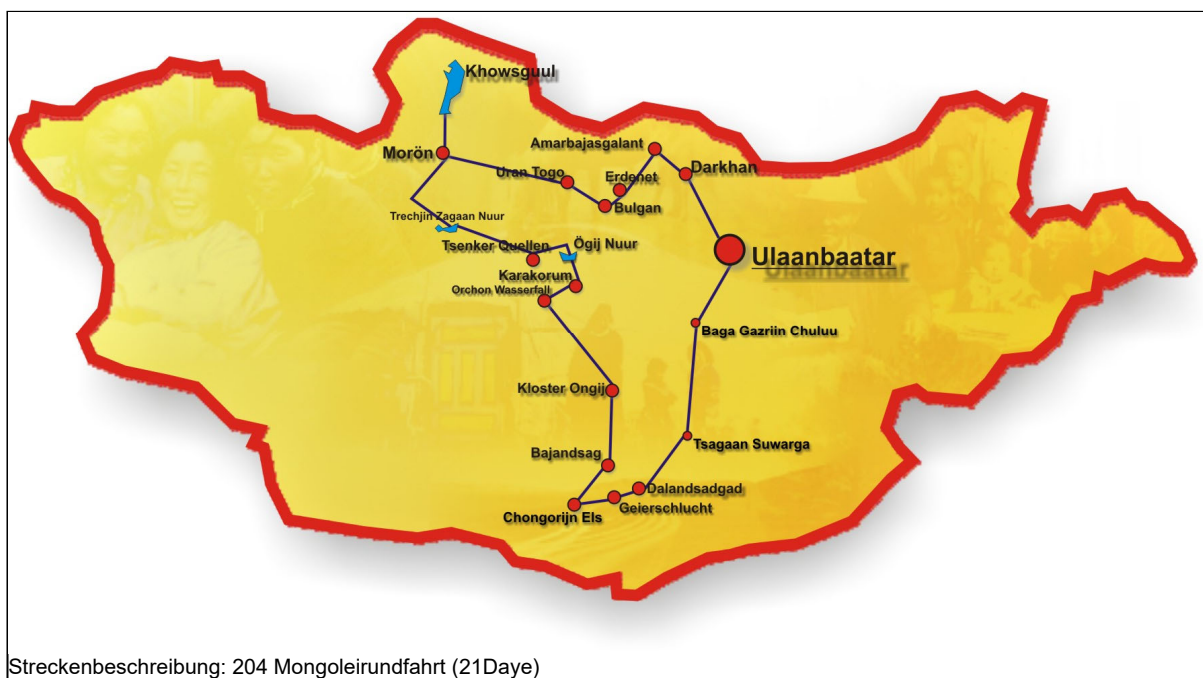 Khowsguul
Amarbajasgalant
Morön
Uran Togo
Erdenet
Darkhan
Bulgan
Trechjin Zagaan Nuur
Tsenker Quellen
Ögij Nuur
Ulaanbaatar
Karakorum
Orchon Wasserfall
Baga Gazriin Chuluu
Kloster Ongij
Tsagaan Suwarga
Bajandsag
Dalandsadgad
Geierschlucht
Chongorijn Els
Streckenbeschreibung: 204 Mongoleirundfahrt (21Daye)